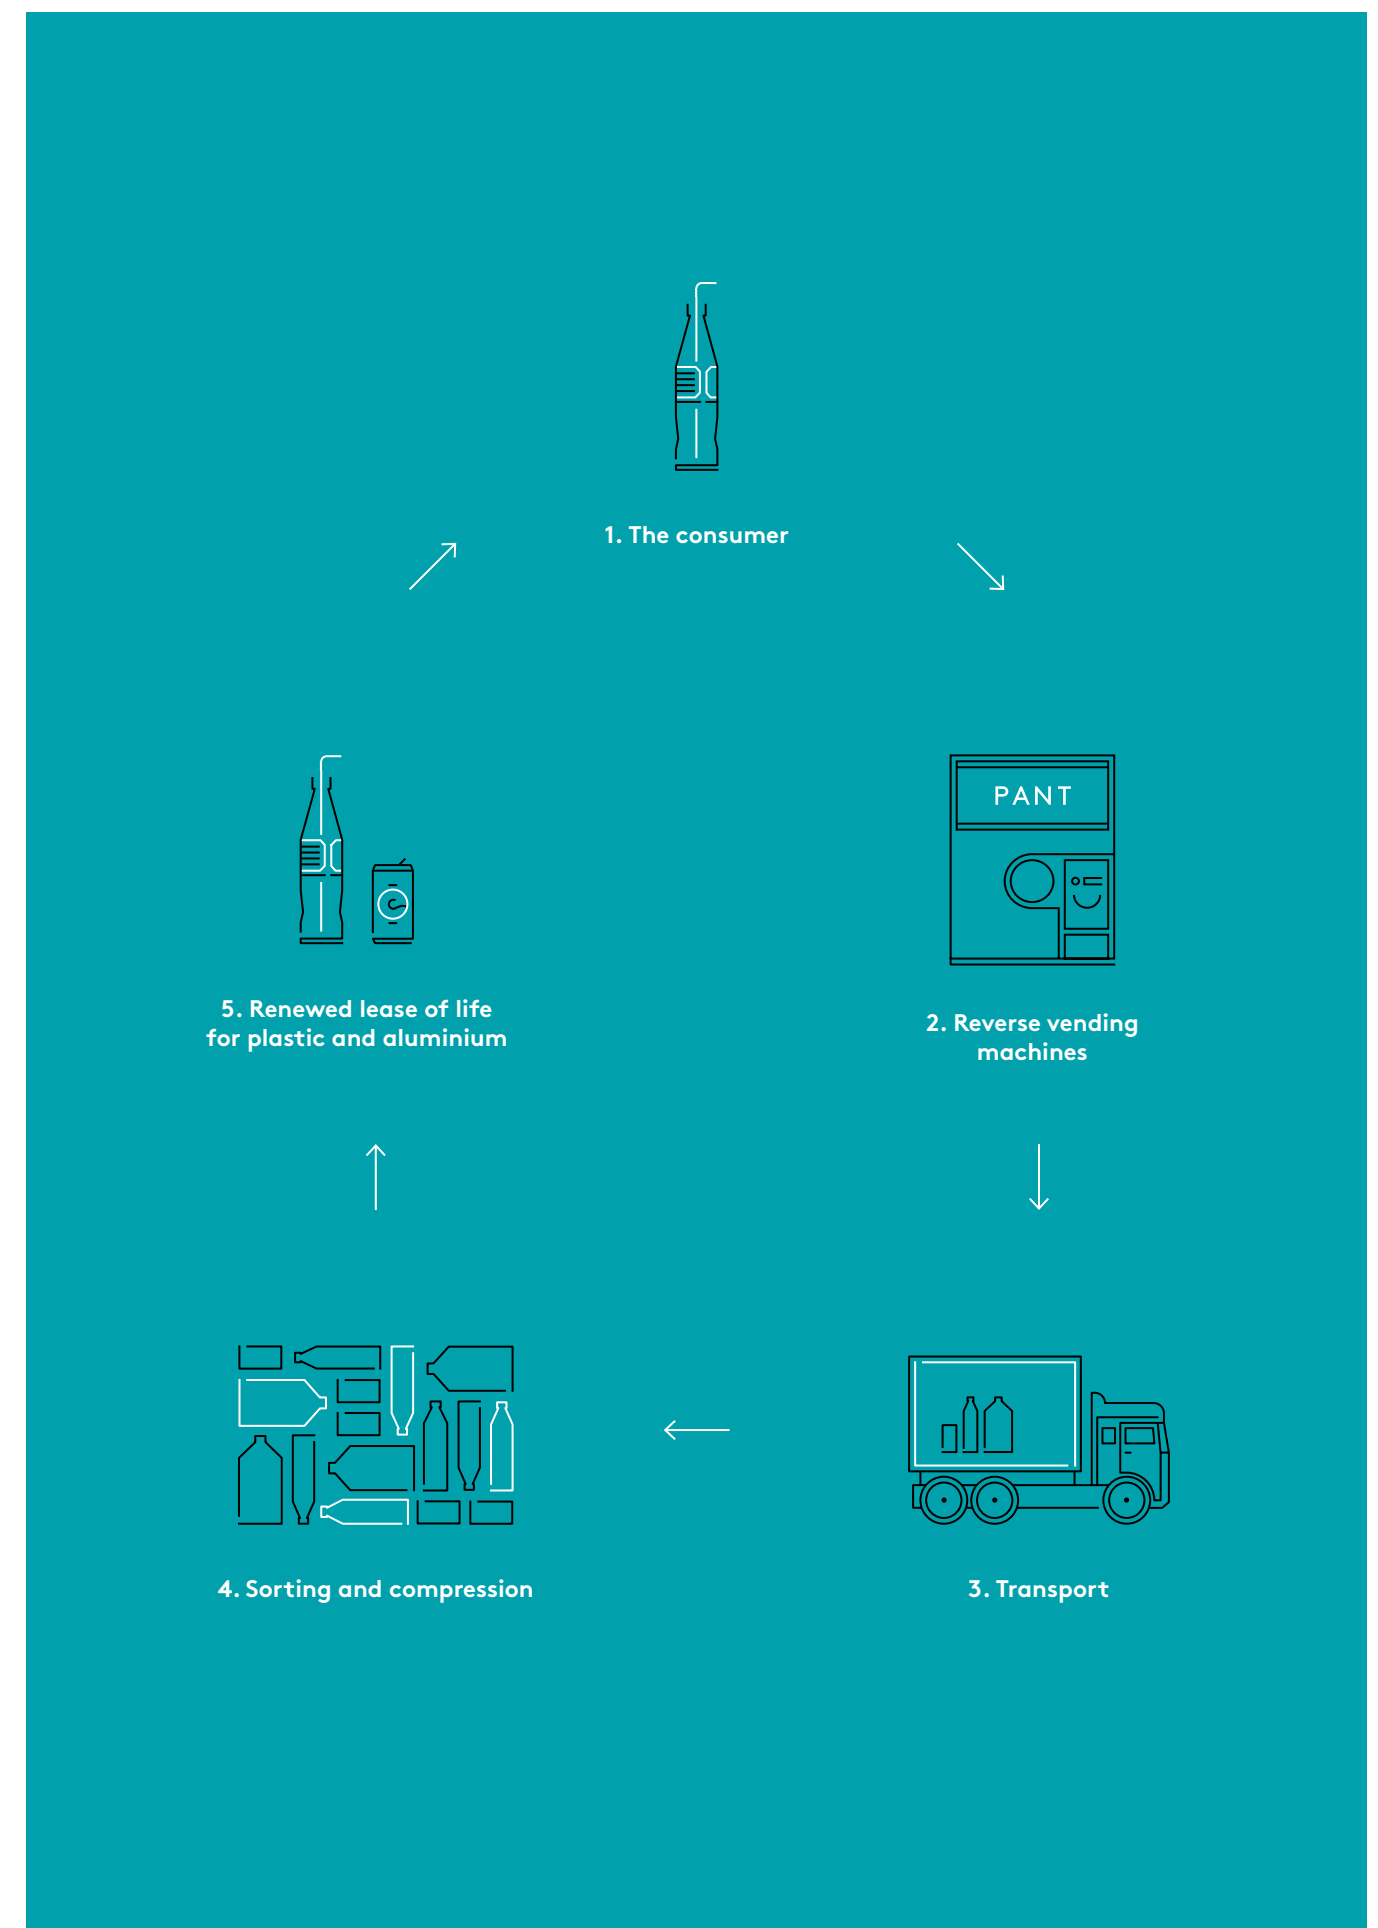 1. The consumer
PANT
2. Reverse vending
machines
3. Transport
4. Sorting and compression
5. Renewed lease of life
for plastic and aluminium